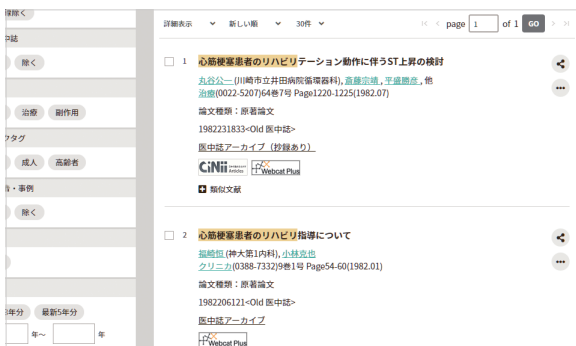 除く
中誌
除く
治療 副作用
クタグ
成人 高齢者
・事例
除く
年分 最新5年分
年～ 年
詳細表示 新しい順 30件 page 1 of 1 GO
1 心筋梗塞患者のリハビリテーション動作に伴うST上昇の検討
丸谷公一(川崎市立井田病院循環器科), 斎藤宗靖, 平盛勝彦, 他
治療(0022-5207)64巻7号 Page1220-1225(1982.07)
論文種類：原著論文
1982231833<Old 医中誌>
医中誌アーカイブ（抄録あり）
CiNii Articles Webcat Plus
類似文献
2 心筋梗塞患者のリハビリ指導について
福崎恒(神大第1内科), 小林克也
クリニカ(0388-7332)9巻1号 Page54-60(1982.01)
論文種類：原著論文
1982206121<Old 医中誌>
医中誌アーカイブ
Webcat Plus